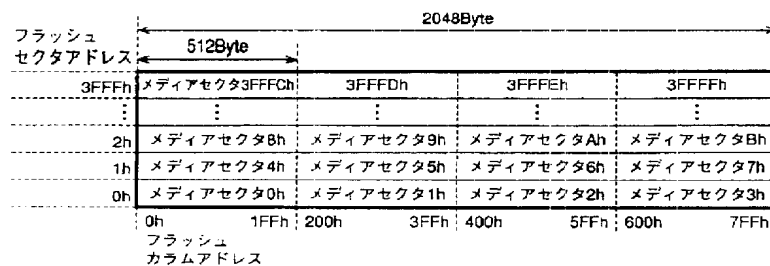 2048Byte
フラッシュ
セクタアドレス
512Byte
3FFFh メディアセクタ3FFFCh 3FFFDh 3FFFEh 3FFFFh
⋮ ⋮ ⋮ ⋮ ⋮
2h メディアセクタ8h メディアセクタ9h メディアセクタAh メディアセクタBh
1h メディアセクタ4h メディアセクタ5h メディアセクタ6h メディアセクタ7h
0h メディアセクタ0h メディアセクタ1h メディアセクタ2h メディアセクタ3h
0h 1FFh 200h 3FFh 400h 5FFh 600h 7FFh
フラッシュ
カラムアドレス